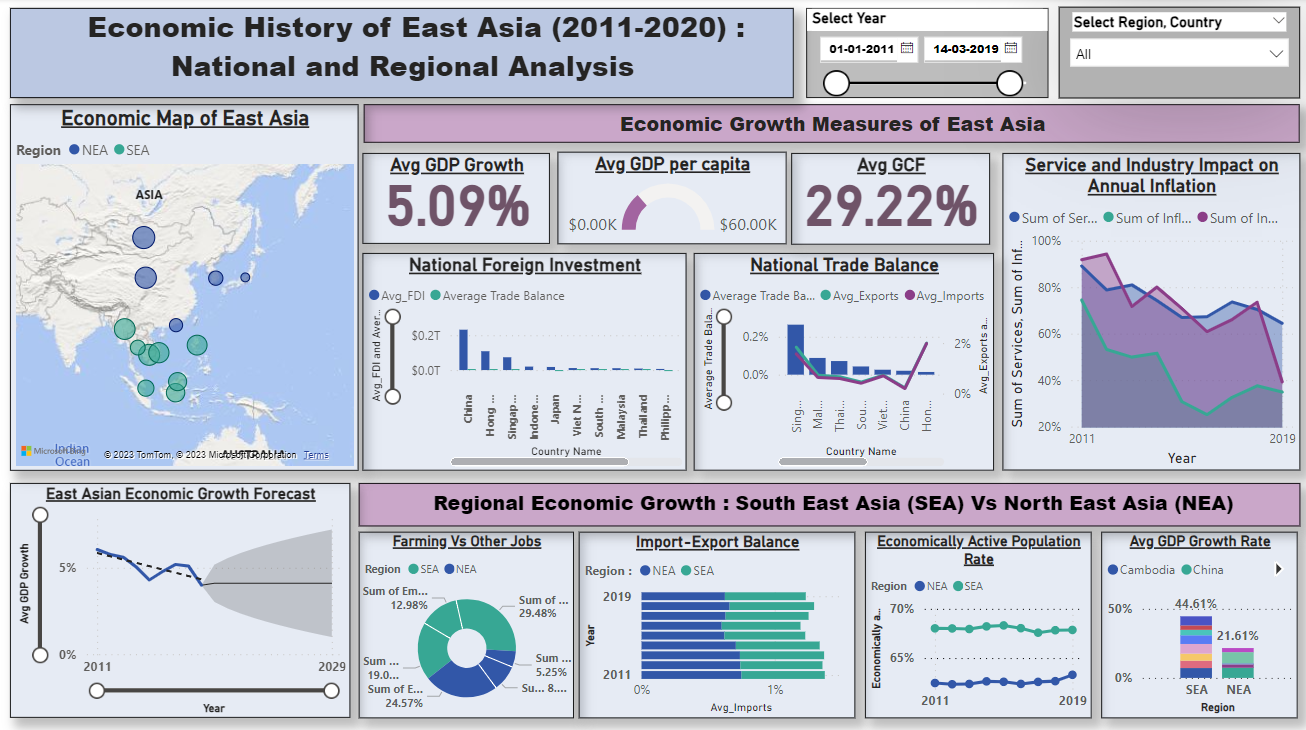 Economic History of East Asia (2011-2020) :
National and Regional Analysis
Select Year
01-01-2011
14-03-2019
Select Region, Country
All
Economic Map of East Asia
Region NEA SEA
ASIA
Indian
Ocean
© 2023 TomTom, © 2023 Microsoft Corporation Terms
Economic Growth Measures of East Asia
Avg GDP Growth
5.09%
Avg GDP per capita
$0.00K
$60.00K
Avg GCF
29.22%
Service and Industry Impact on
Annual Inflation
Sum of Ser... Sum of Infl... Sum of In...
100%
80%
60%
40%
20%
Sum of Services, Sum of Inf...
2011
2019
Year
National Foreign Investment
Avg_FDI Average Trade Balance
Avg_FDI and Aver...
$0.2T
$0.0T
China
Hong ...
Singap ...
Indone...
Japan
Viet N...
South ...
Malaysia
Thailand
Philipp...
Country Name
National Trade Balance
Average Trade Ba... Avg_Exports Avg_Imports
Average Trade Bala...
0.2%
0.0%
2%
0%
Avg_Exports a...
Sing...
Mal...
Thai...
Sou...
Viet...
China
Hon...
Country Name
East Asian Economic Growth Forecast
Avg GDP Growth
5%
0%
2011
2029
Year
Regional Economic Growth : South East Asia (SEA) Vs North East Asia (NEA)
Farming Vs Other Jobs
Region SEA NEA
Sum of Em...
12.98%
Sum of ...
29.48%
Sum ...
5.25%
Su... 8....
Sum of E...
24.57%
Sum ...
19.0...
Import-Export Balance
Region : NEA SEA
2019
2011
Year
0%
1%
Avg_Imports
Economically Active Population
Rate
Region NEA SEA
70%
65%
Economically a...
2011
2019
Avg GDP Growth Rate
Cambodia China
50%
0%
44.61%
21.61%
SEA
NEA
Region